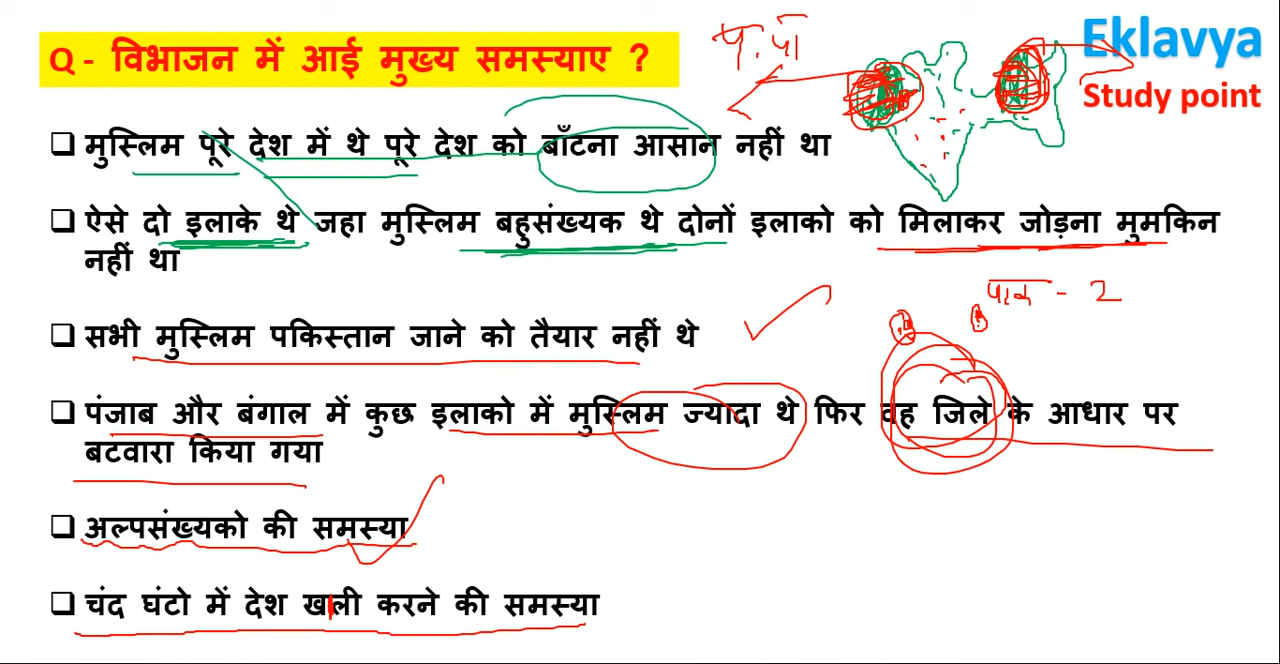 Q - विभाजन में आई मुख्य समस्याए ?
प. पा
Eklavya
Study point
❑ मुस्लिम पूरे देश में थे पूरे देश को बाँटना आसान नहीं था
❑ ऐसे दो इलाके थे जहा मुस्लिम बहुसंख्यक थे दोनों इलाको को मिलाकर जोड़ना मुमकिन
नहीं था
पाक - 2
❑ सभी मुस्लिम पकिस्तान जाने को तैयार नहीं थे
❑ पंजाब और बंगाल में कुछ इलाको में मुस्लिम ज्यादा थे फिर वह जिले के आधार पर
बटवारा किया गया
❑ अल्पसंख्यको की समस्या
❑ चंद घंटो में देश खाली करने की समस्या